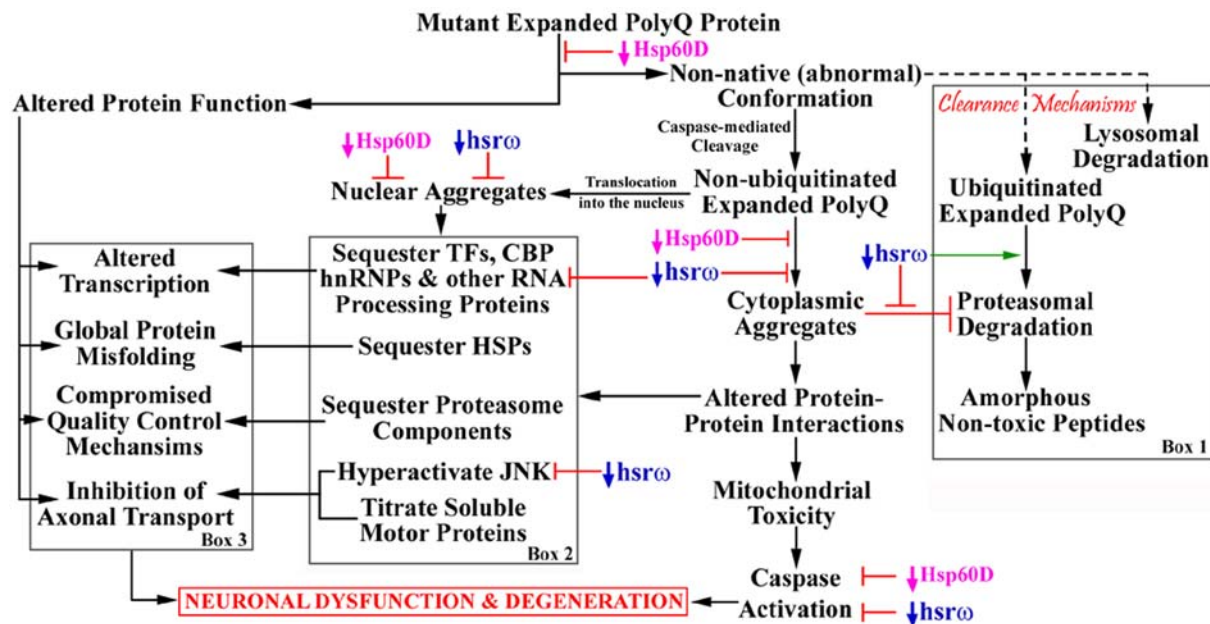 Mutant Expanded PolyQ Protein
↓Hsp60D
Non-native (abnormal)
Conformation
Altered Protein Function
Clearance Mechanisms
Lysosomal
Degradation
Caspase-mediated
Cleavage
↓Hsp60D
↓hsrω
Nuclear Aggregates
Translocation
into the nucleus
Non-ubiquitinated
Expanded PolyQ
Ubiquitinated
Expanded PolyQ
Altered
Transcription
Sequester TFs, CBP
hnRNPs & other RNA
Processing Proteins
↓Hsp60D
↓hsrω
↓hsrω
Cytoplasmic
Aggregates
Proteasomal
Degradation
Global Protein
Misfolding
Sequester HSPs
Compromised
Quality Control
Mechansims
Sequester Proteasome
Components
Altered Protein-
Protein Interactions
Amorphous
Non-toxic Peptides
Box 1
Hyperactivate JNK
↓hsrω
Inhibition of
Axonal Transport
Box 3
Titrate Soluble
Motor Proteins
Box 2
Mitochondrial
Toxicity
Caspase
Activation
↓Hsp60D
↓hsrω
NEURONAL DYSFUNCTION & DEGENERATION